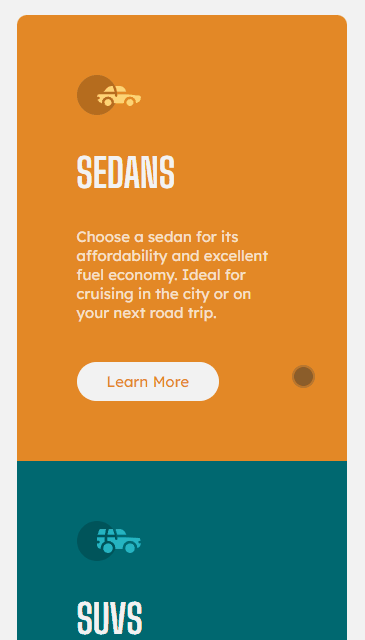 SEDANS
Choose a sedan for its
affordability and excellent
fuel economy. Ideal for
cruising in the city or on
your next road trip.
Learn More
SUVS